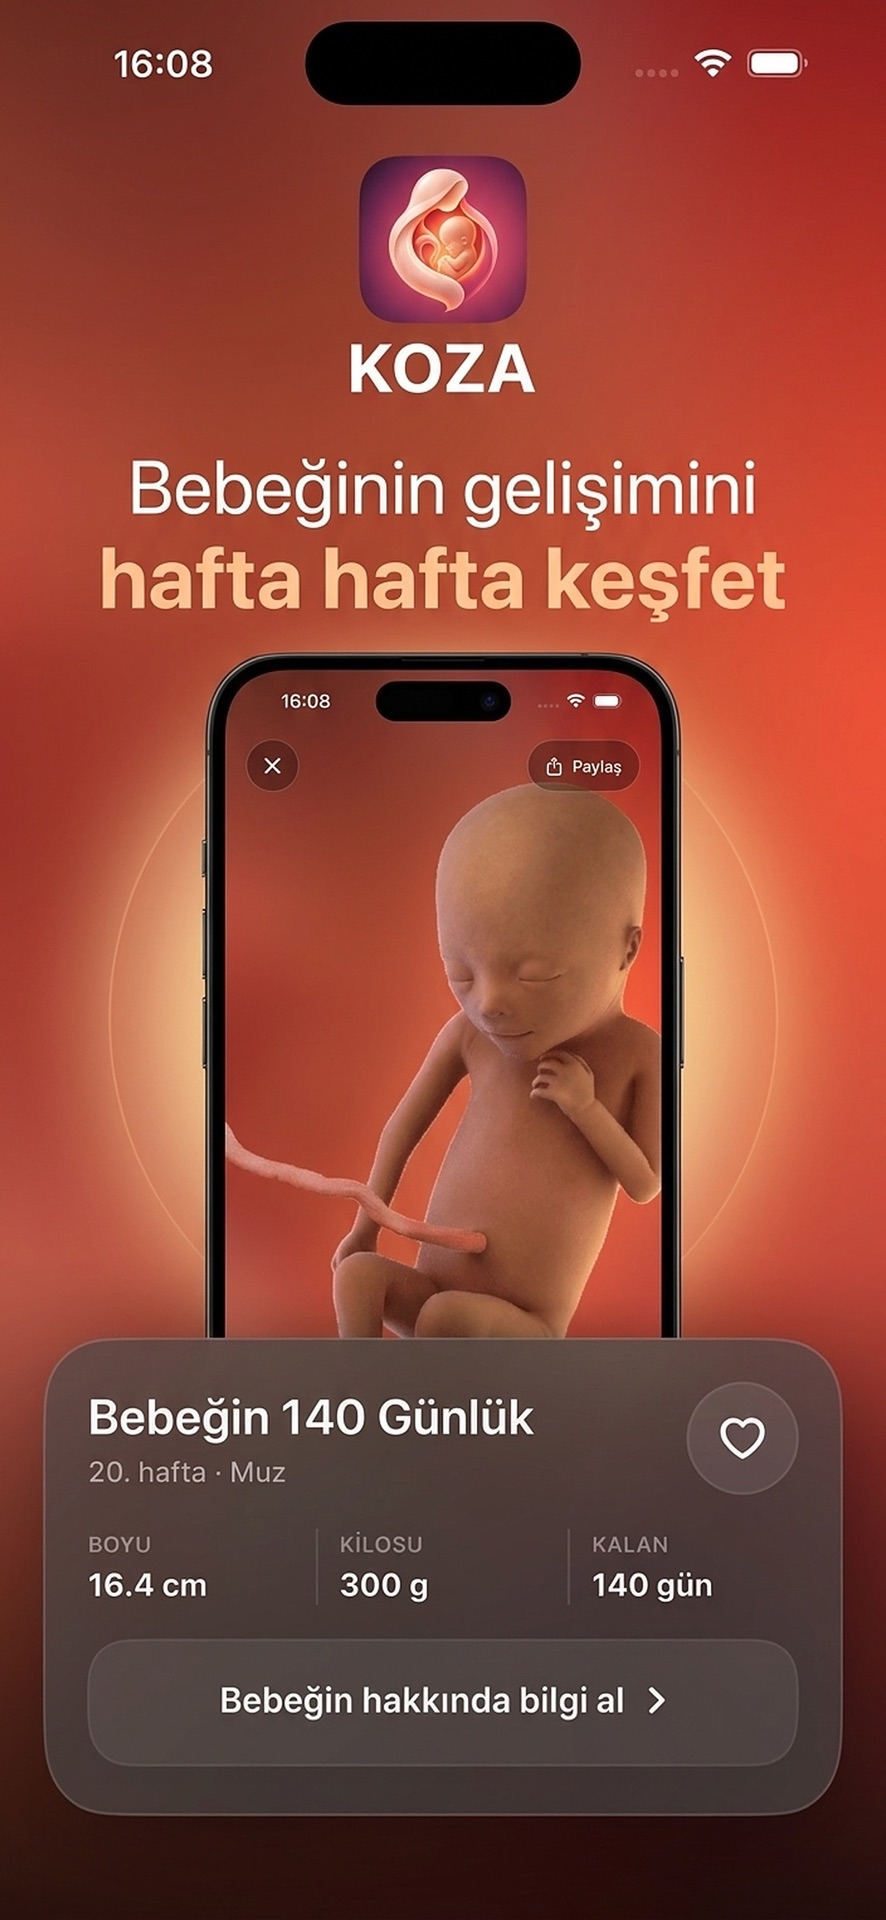 16:08
KOZA
Bebeğinin gelişimini
hafta hafta keşfet
16:08
Paylaş
Bebeğin 140 Günlük
20. hafta · Muz
BOYU
16.4 cm
KİLOSU
300 g
KALAN
140 gün
Bebeğin hakkında bilgi al